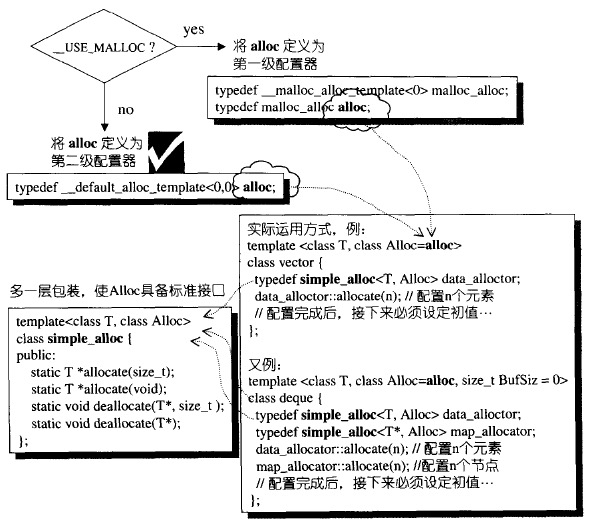 __USE_MALLOC ?
yes
将 alloc 定义为
第一级配置器
typedef __malloc_alloc_template<0> malloc_alloc;
typedef malloc_alloc alloc;
no
将 alloc 定义为
第二级配置器
typedef __default_alloc_template<0,0> alloc;
实际运用方式，例：
template <class T, class Alloc=alloc>
class vector {
typedef simple_alloc<T, Alloc> data_alloctor;
data_alloctor::allocate(n); // 配置n个元素
// 配置完成后，接下来必须设定初值…
};
又例：
template <class T, class Alloc=alloc, size_t BufSiz = 0>
class deque {
typedef simple_alloc<T, Alloc> data_alloctor;
typedef simple_alloc<T*, Alloc> map_allocator;
data_allocator::allocate(n); // 配置n个元素
map_allocator::allocate(n); //配置n个节点
// 配置完成后，接下来必须设定初值…
};
多一层包装，使Alloc具备标准接口
template<class T, class Alloc>
class simple_alloc {
public:
static T *allocate(size_t);
static T *allocate(void);
static void deallocate(T*, size_t );
static void deallocate(T*);
};